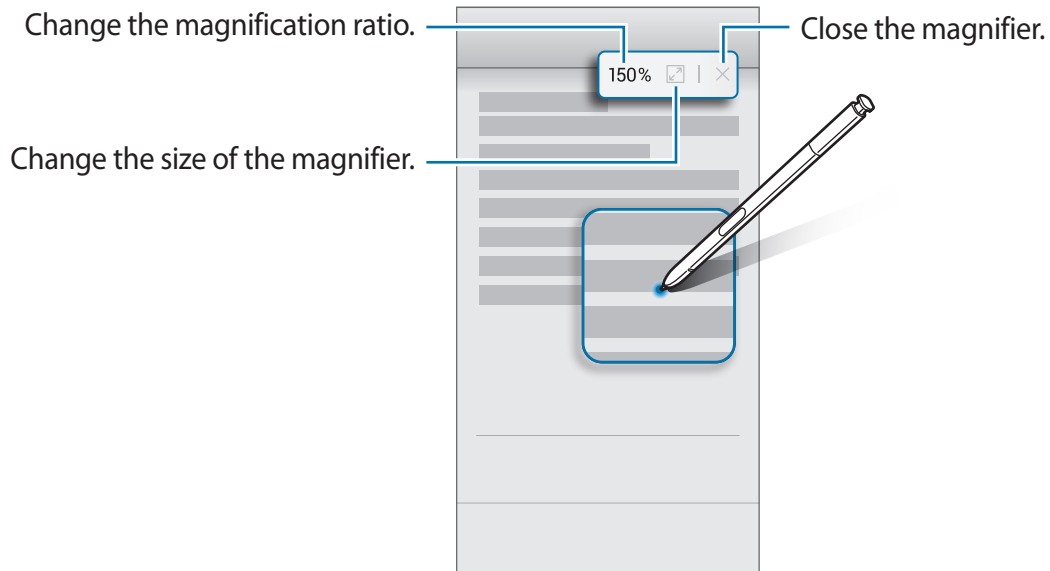 Change the magnification ratio.
Close the magnifier.
150%
Change the size of the magnifier.